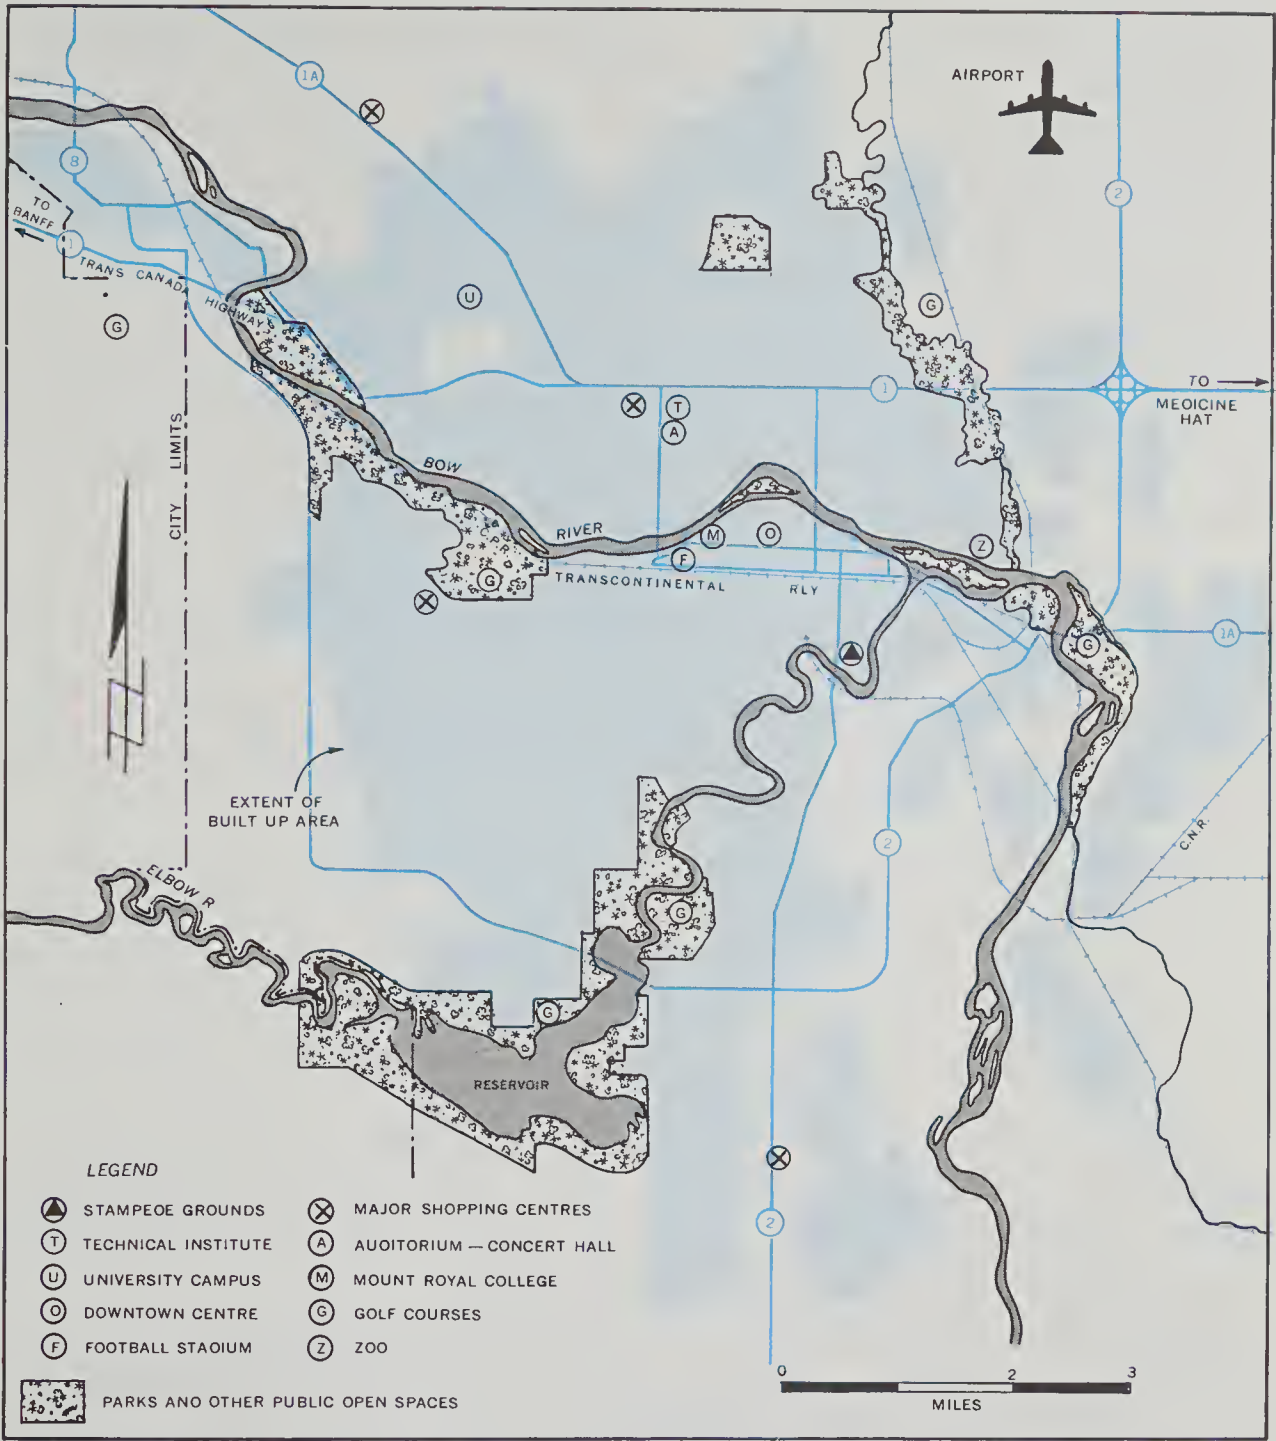 1A
AIRPORT
8
2
TO
BANFF
1
TRANS CANADA
HIGHWAY
U
G
G
1
TO
MEOICINE
HAT
T
A
CITY LIMITS
BOW
RIVER
C.P.R.
M
O
Z
F
G
TRANSCONTINENTAL RLY
1A
G
EXTENT OF
BUILT UP AREA
2
C.N.R.
ELBOW R
G
G
RESERVOIR
2
LEGEND
STAMPEOE GROUNDS
T TECHNICAL INSTITUTE
U UNIVERSITY CAMPUS
O DOWNTOWN CENTRE
F FOOTBALL STAOIUM
MAJOR SHOPPING CENTRES
A AUOITORIUM — CONCERT HALL
M MOUNT ROYAL COLLEGE
G GOLF COURSES
Z ZOO
PARKS ANO OTHER PUBLIC OPEN SPACES
0 2 3
MILES